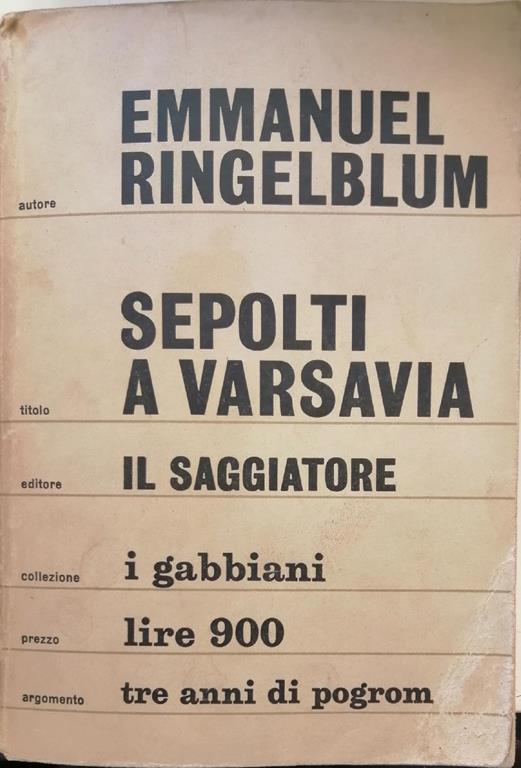 EMMANUEL
autore RINGELBLUM
SEPOLTI
titolo A VARSAVIA
editore IL SAGGIATORE
collezione i gabbiani
prezzo lire 900
argomento tre anni di pogrom